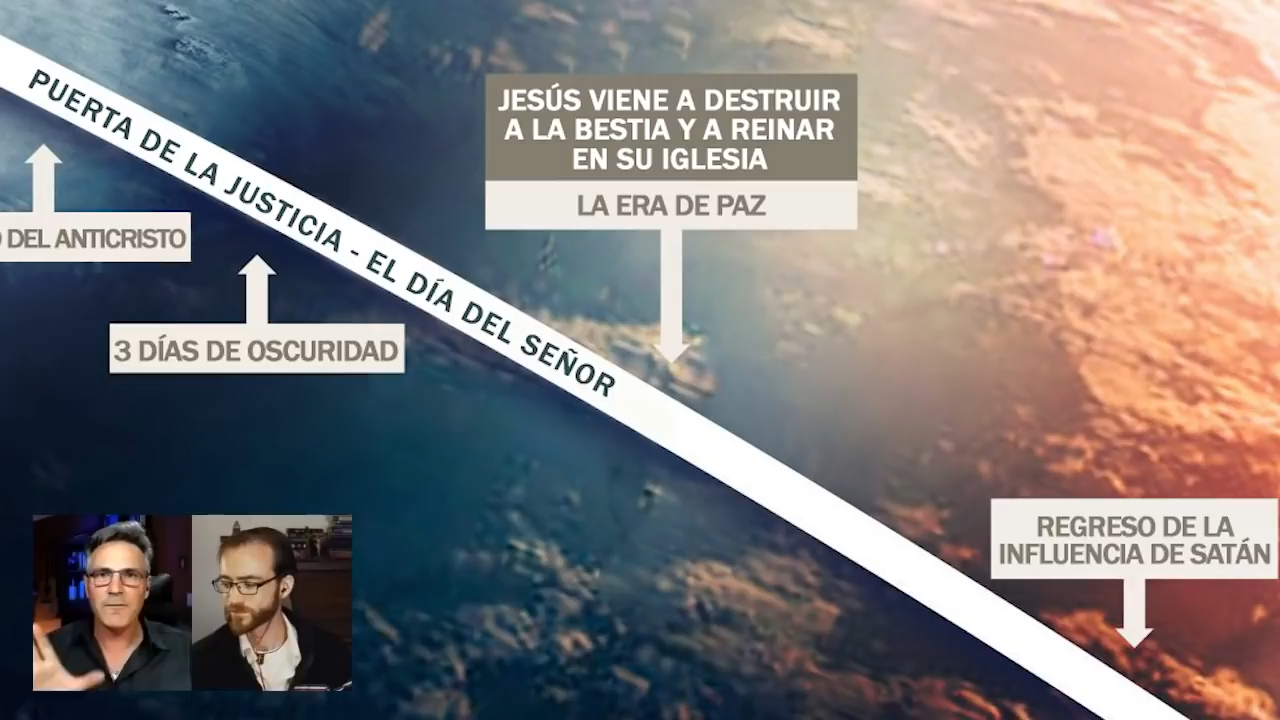 PUERTA DE LA JUSTICIA - EL DÍA DEL SEÑOR
JESÚS VIENE A DESTRUIR
A LA BESTIA Y A REINAR
EN SU IGLESIA
LA ERA DE PAZ
DEL ANTICRISTO
3 DÍAS DE OSCURIDAD
REGRESO DE LA
INFLUENCIA DE SATÁN